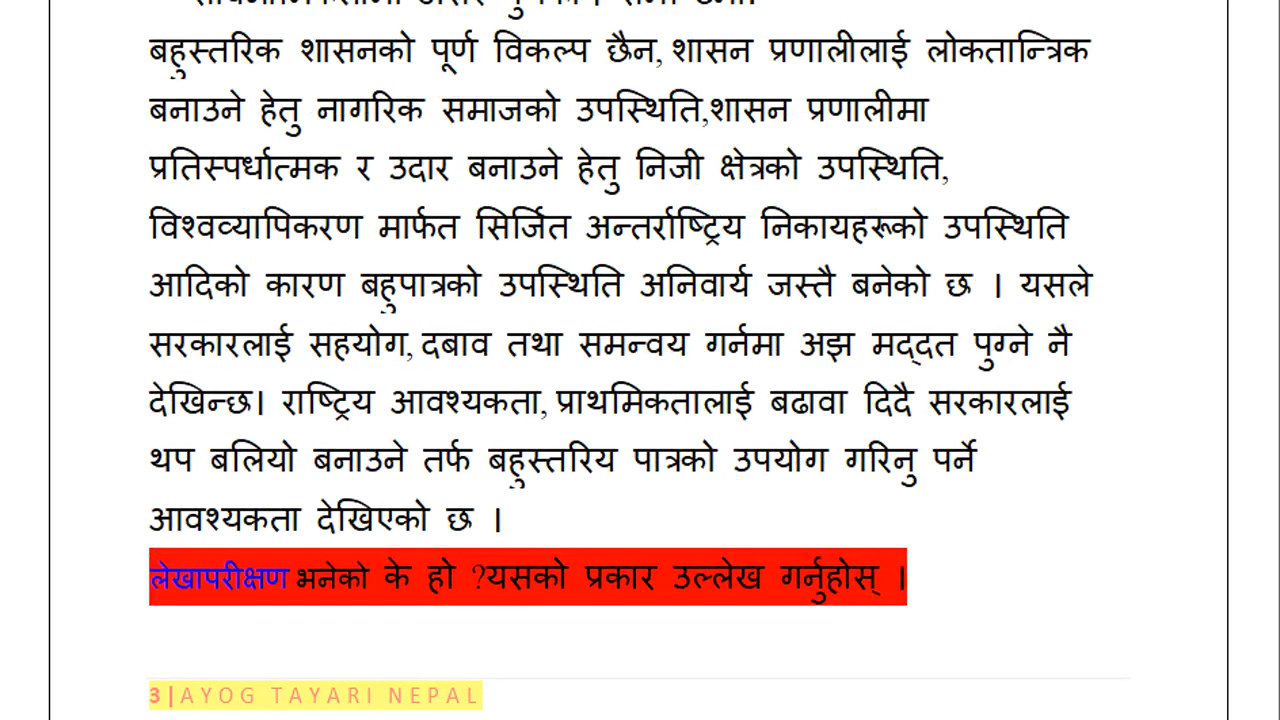 बहुस्तरिक शासनको पूर्ण विकल्प छैन, शासन प्रणालीलाई लोकतान्त्रिक
बनाउने हेतु नागरिक समाजको उपस्थिति,शासन प्रणालीमा
प्रतिस्पर्धात्मक र उदार बनाउने हेतु निजी क्षेत्रको उपस्थिति,
विश्वव्यापिकरण मार्फत सिर्जित अन्तर्राष्ट्रिय निकायहरूको उपस्थिति
आदिको कारण बहुपात्रको उपस्थिति अनिवार्य जस्तै बनेको छ । यसले
सरकारलाई सहयोग, दबाव तथा समन्वय गर्नमा अझ मद्दत पुग्ने नै
देखिन्छ। राष्ट्रिय आवश्यकता, प्राथमिकतालाई बढावा दिदै सरकारलाई
थप बलियो बनाउने तर्फ बहुस्तरिय पात्रको उपयोग गरिनु पर्ने
आवश्यकता देखिएको छ ।
लेखापरीक्षण भनेको के हो ?यसको प्रकार उल्लेख गर्नुहोस् ।
3 | AYOG TAYARI NEPAL